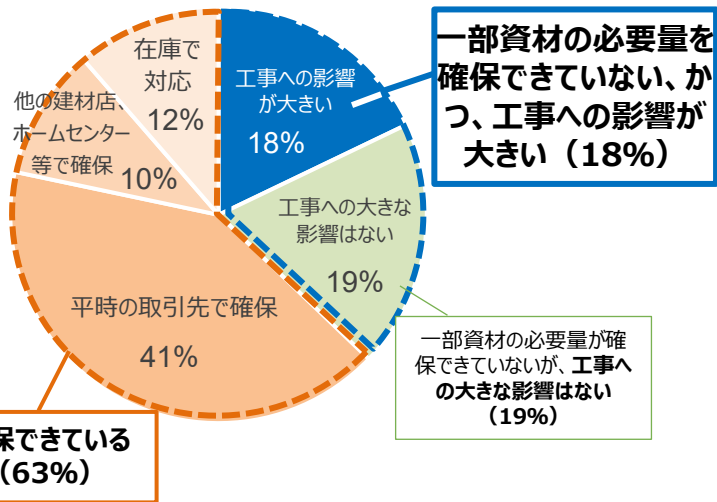 在庫で
対応
12%
工事への影響
が大きい
18%
一部資材の必要量を
確保できていない、か
つ、工事への影響が
大きい（18%）
他の建材店、
ホームセンター
等で確保
10%
工事への大きな
影響はない
19%
平時の取引先で確保
41%
一部資材の必要量が確
保できていないが、工事へ
の大きな影響はない
（19%）
保できている
（63%）